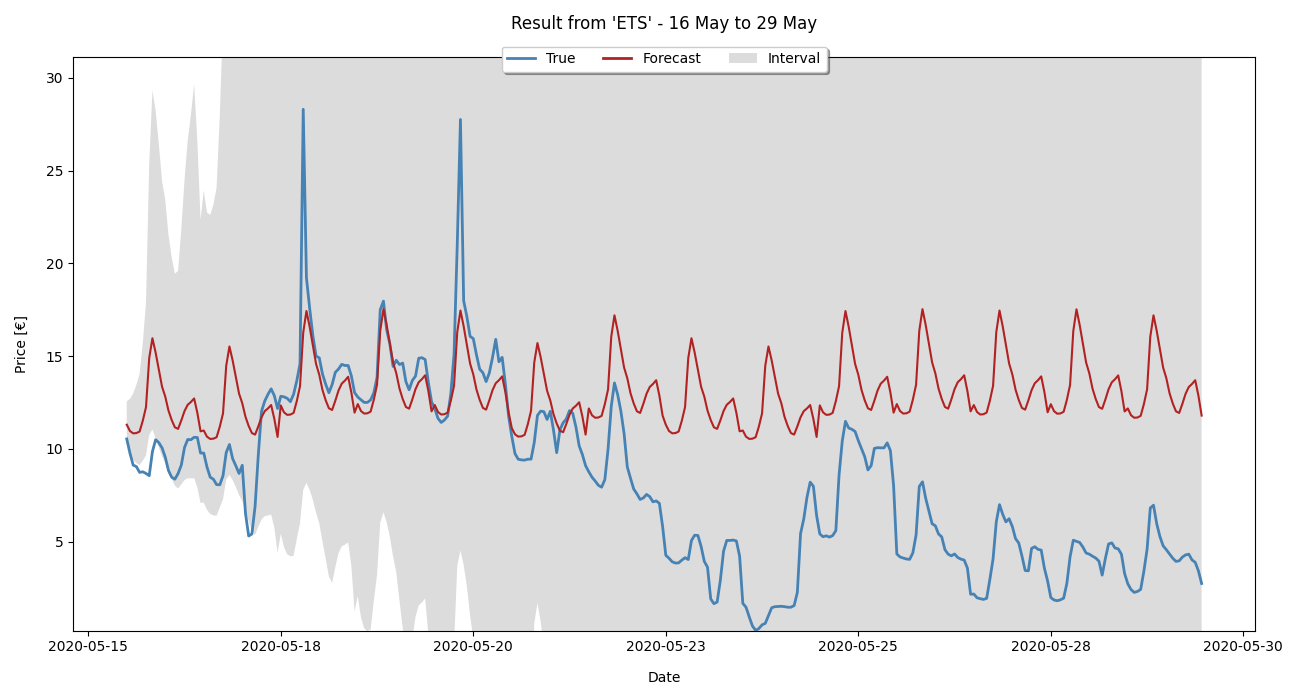 Result from 'ETS' - 16 May to 29 May
True Forecast Interval
30
25
20
15
10
5
Price [€]
2020-05-15 2020-05-18 2020-05-20 2020-05-23 2020-05-25 2020-05-28 2020-05-30
Date